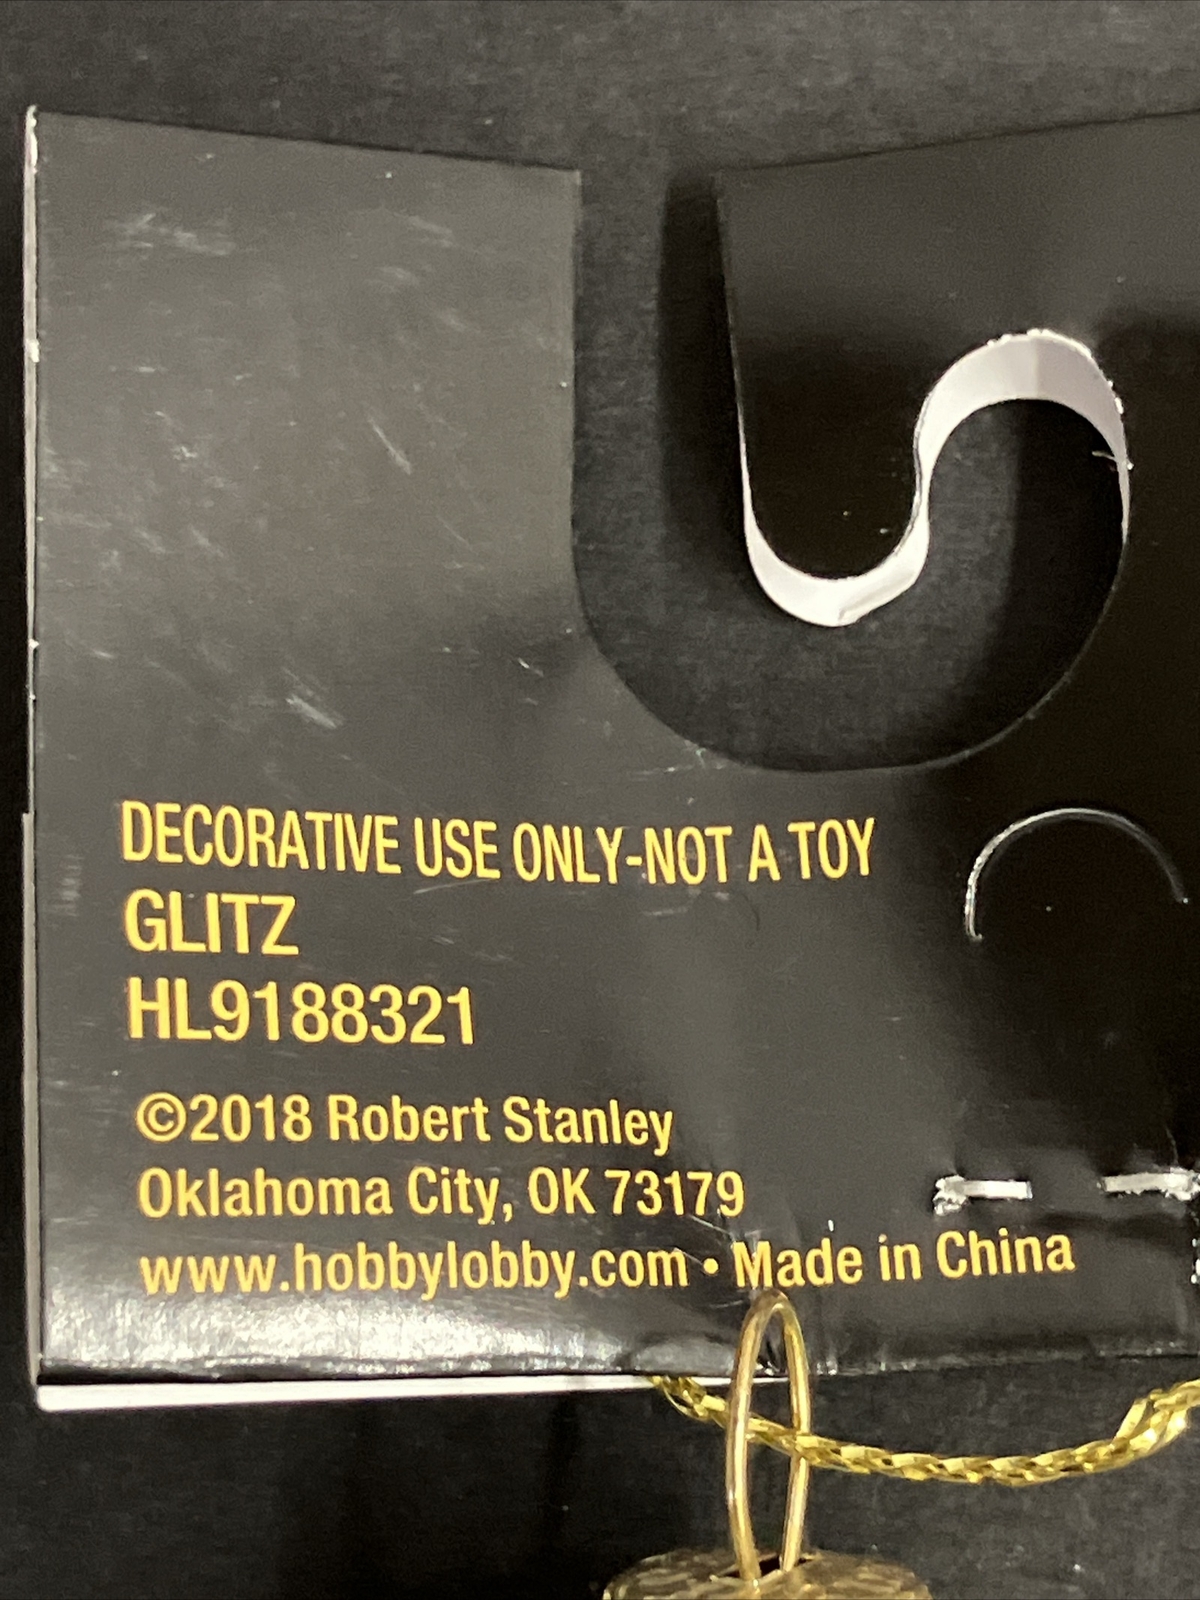 DECORATIVE USE ONLY-NOT A TOY
GLITZ
HL9188321
©2018 Robert Stanley
Oklahoma City, OK 73179
www.hobbylobby.com • Made in China